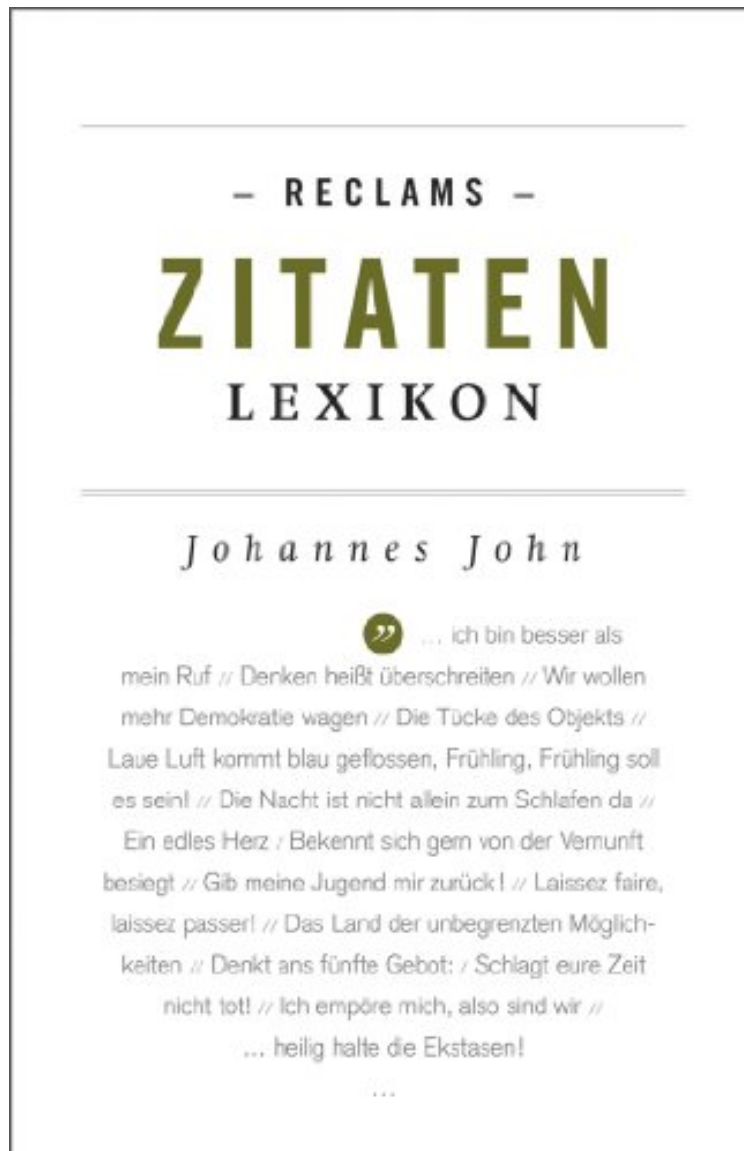 – RECLAMS –
ZITATEN
LEXIKON
Johannes John
” ... ich bin besser als
mein Ruf // Denken heißt überschreiten // Wir wollen
mehr Demokratie wagen // Die Tücke des Objekts //
Laue Luft kommt blau geflossen, Frühling, Frühling soll
es sein! // Die Nacht ist nicht allein zum Schlafen da //
Ein edles Herz / Bekennt sich gern von der Vernunft
besiegt // Gib meine Jugend mir zurück! // Laissez faire,
laissez passer! // Das Land der unbegrenzten Möglich-
keiten // Denkt ans fünfte Gebot: / Schlagt eure Zeit
nicht tot! // Ich empöre mich, also sind wir //
... heilig halte die Ekstasen!
...